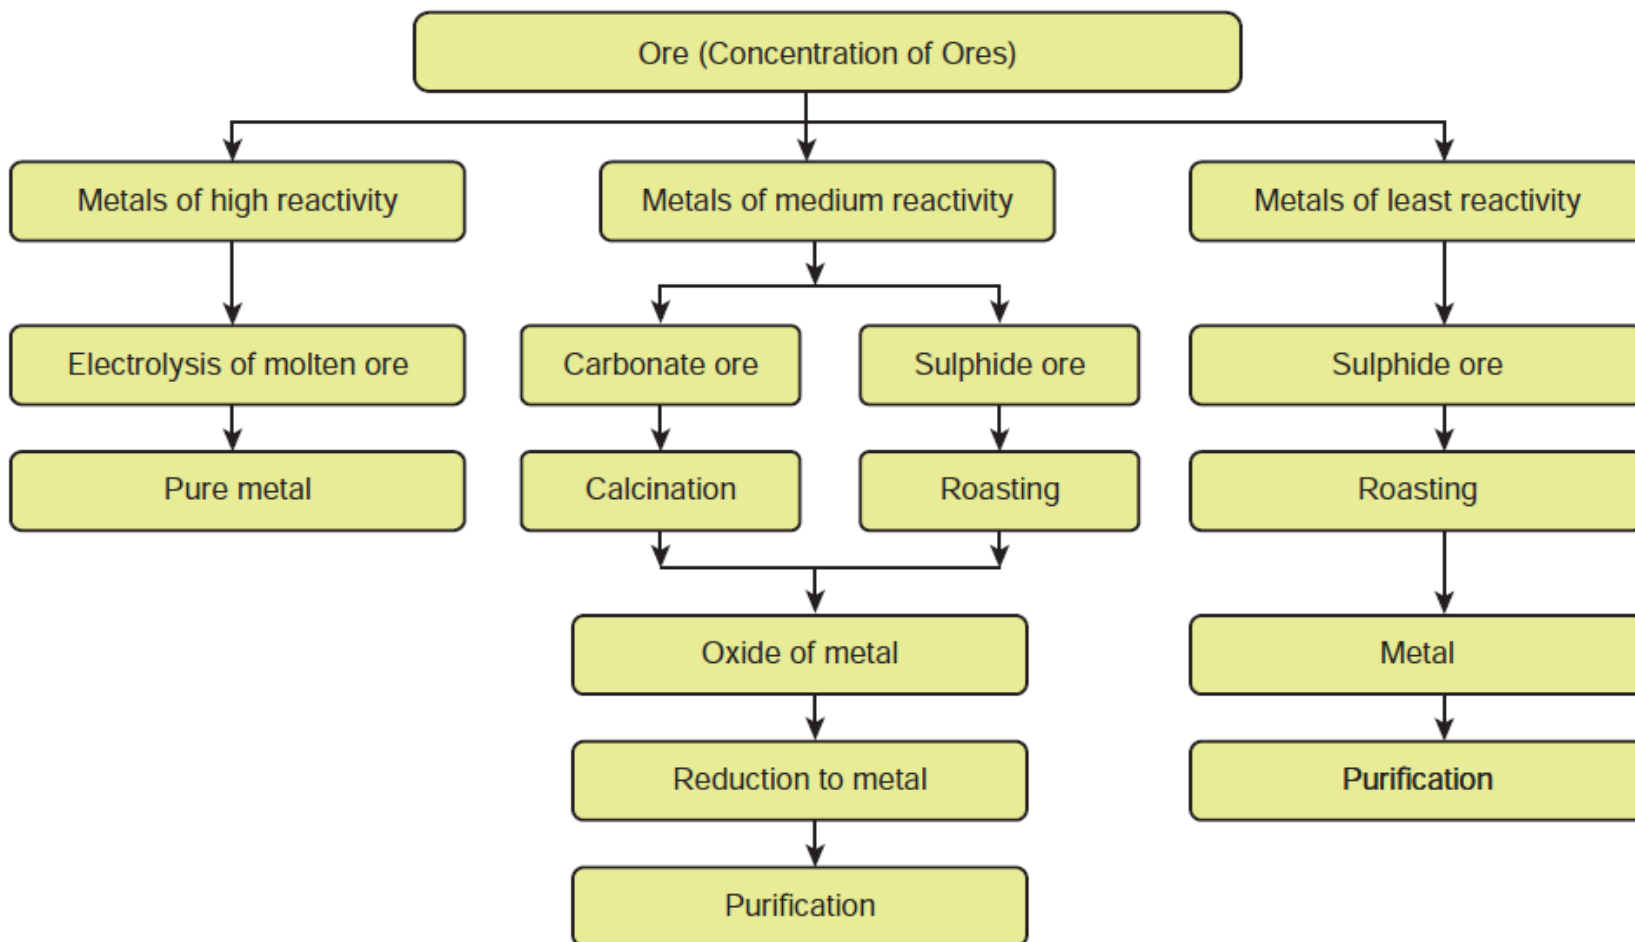 Ore (Concentration of Ores)
Metals of high reactivity
Metals of medium reactivity
Metals of least reactivity
Electrolysis of molten ore
Carbonate ore
Sulphide ore
Sulphide ore
Pure metal
Calcination
Roasting
Roasting
Oxide of metal
Metal
Reduction to metal
Purification
Purification